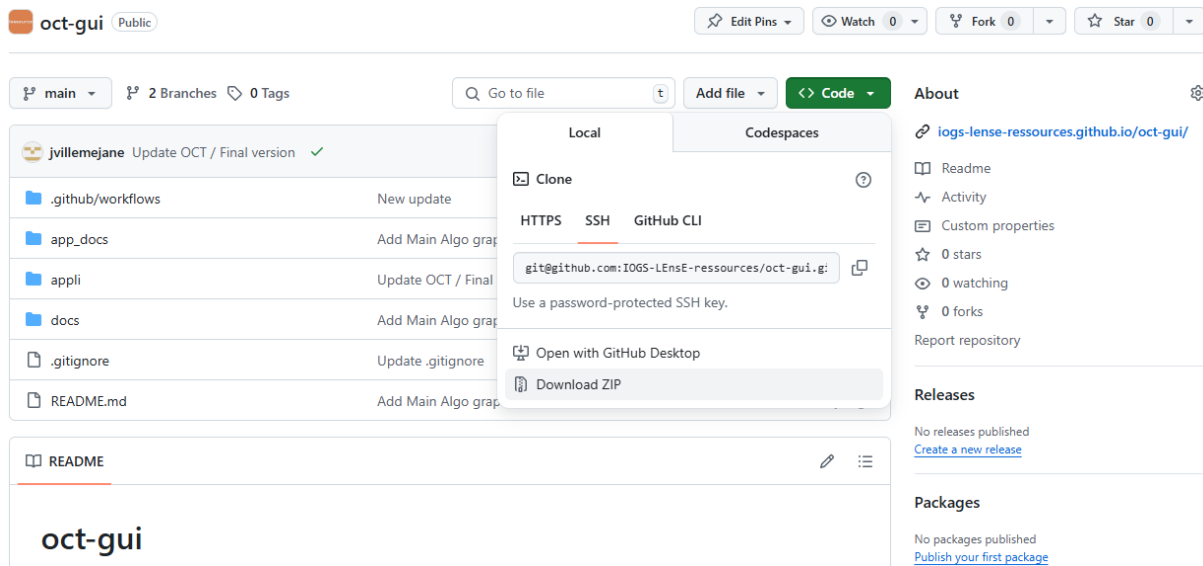 oct-gui Public
Edit Pins Watch 0 Fork 0 Star 0
main 2 Branches 0 Tags
Go to file t Add file Code
jvillemejane Update OCT / Final version
.github/workflows New update
app_docs Add Main Algo grap
appli Update OCT / Final
docs Add Main Algo grap
.gitignore Update .gitignore
README.md Add Main Algo grap
Local Codespaces
Clone
HTTPS SSH GitHub CLI
git@github.com:IOGS-LEnsE-ressources/oct-gui.gi
Use a password-protected SSH key.
Open with GitHub Desktop
Download ZIP
README
oct-gui
About
iogs-lense-ressources.github.io/oct-gui/
Readme
Activity
Custom properties
0 stars
0 watching
0 forks
Report repository
Releases
No releases published
Create a new release
Packages
No packages published
Publish your first package